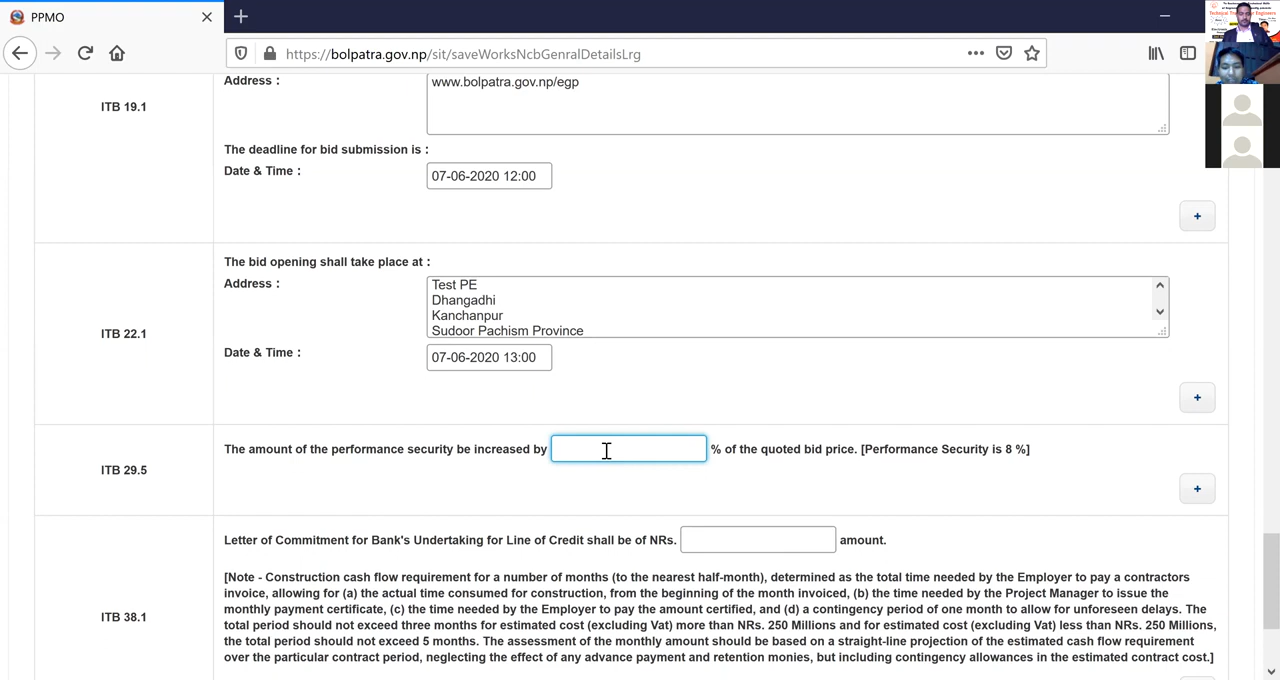 PPMO
https://bolpatra.gov.np/sit/saveWorksNcbGenralDetailsLrg
Address :
www.bolpatra.gov.np/egp
ITB 19.1
The deadline for bid submission is :
Date & Time :
07-06-2020 12:00
+
The bid opening shall take place at :
Address :
Test PE
Dhangadhi
Kanchanpur
Sudoor Pachism Province
ITB 22.1
Date & Time :
07-06-2020 13:00
+
The amount of the performance security be increased by % of the quoted bid price. [Performance Security is 8 %]
ITB 29.5
+
Letter of Commitment for Bank's Undertaking for Line of Credit shall be of NRs. amount.
[Note - Construction cash flow requirement for a number of months (to the nearest half-month), determined as the total time needed by the Employer to pay a contractors
invoice, allowing for (a) the actual time consumed for construction, from the beginning of the month invoiced, (b) the time needed by the Project Manager to issue the
monthly payment certificate, (c) the time needed by the Employer to pay the amount certified, and (d) a contingency period of one month to allow for unforeseen delays. The
total period should not exceed three months for estimated cost (excluding Vat) more than NRs. 250 Millions and for estimated cost (excluding Vat) less than NRs. 250 Millions,
the total period should not exceed 5 months. The assessment of the monthly amount should be based on a straight-line projection of the estimated cash flow requirement
over the particular contract period, neglecting the effect of any advance payment and retention monies, but including contingency allowances in the estimated contract cost.]
ITB 38.1